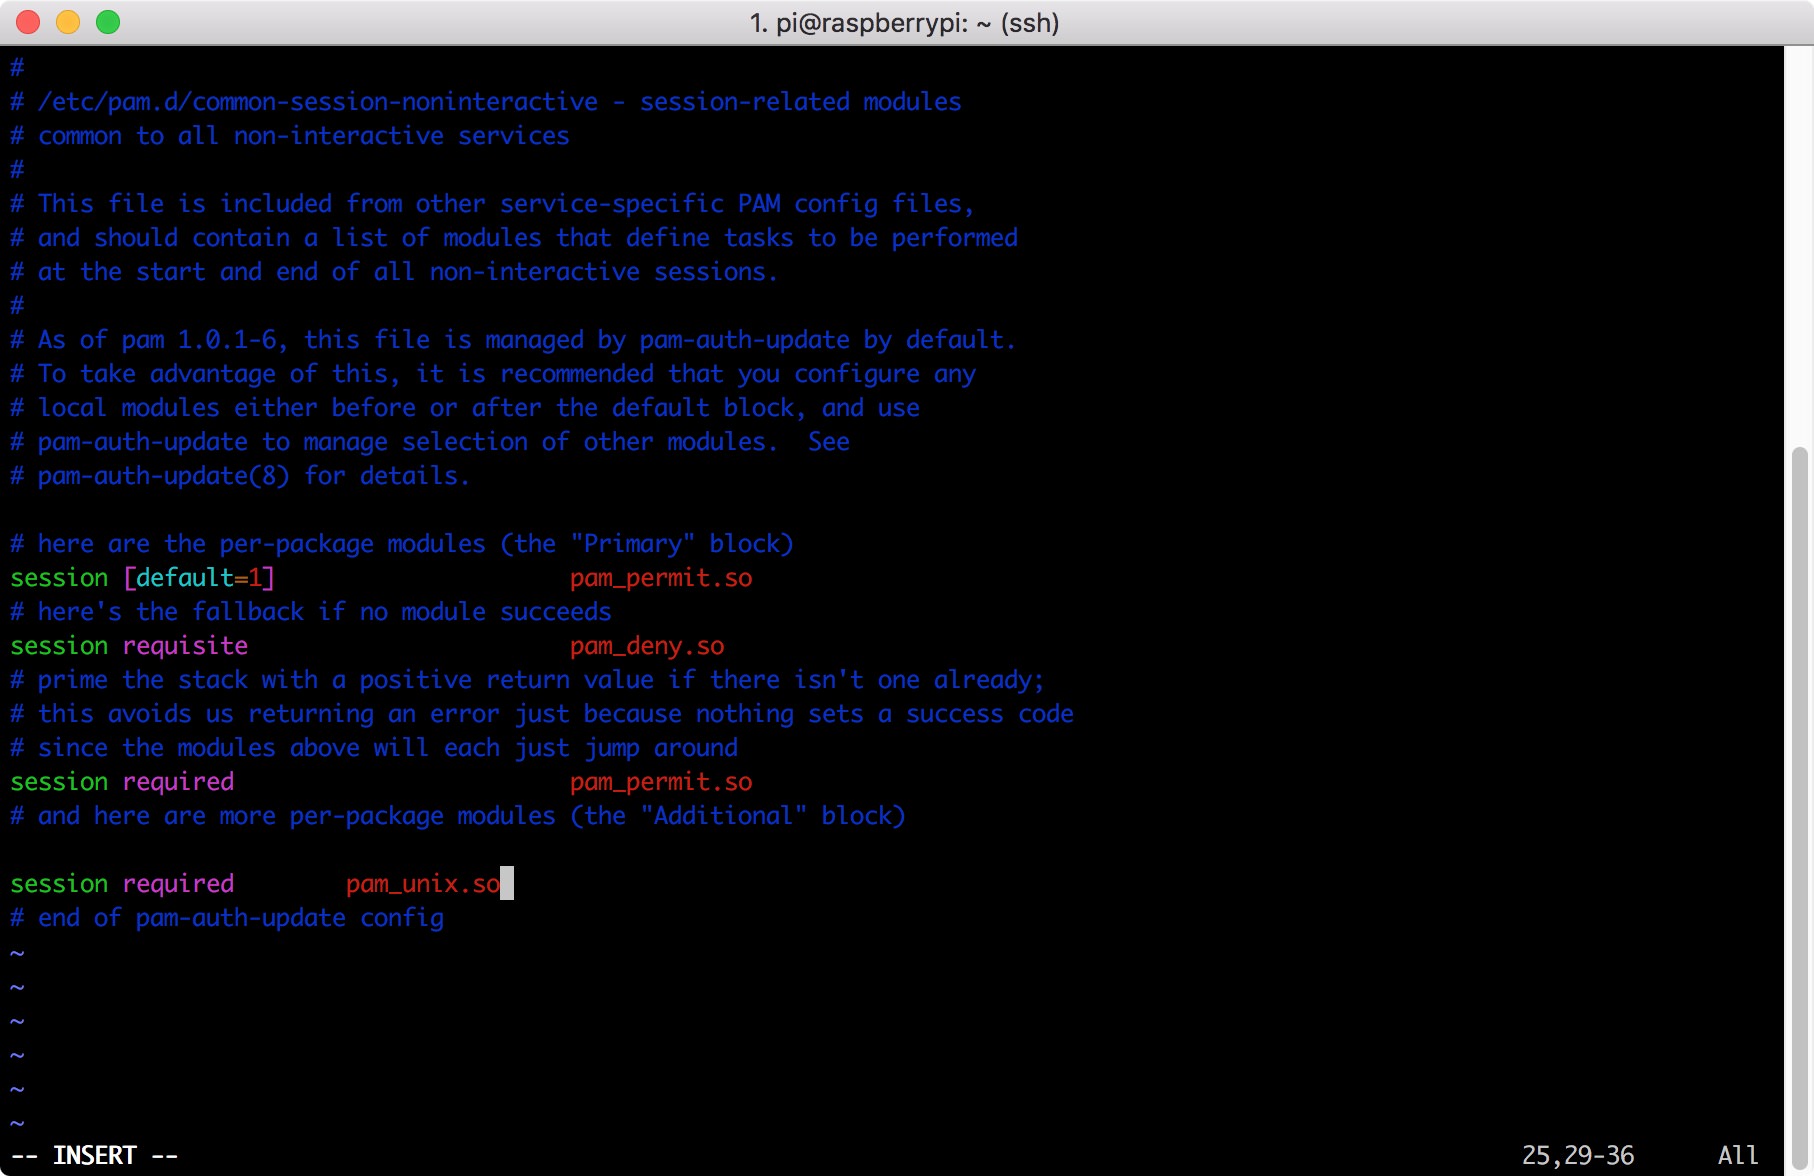 1. pi@raspberrypi: ~ (ssh)
#
# /etc/pam.d/common-session-noninteractive - session-related modules
# common to all non-interactive services
#
# This file is included from other service-specific PAM config files,
# and should contain a list of modules that define tasks to be performed
# at the start and end of all non-interactive sessions.
#
# As of pam 1.0.1-6, this file is managed by pam-auth-update by default.
# To take advantage of this, it is recommended that you configure any
# local modules either before or after the default block, and use
# pam-auth-update to manage selection of other modules.  See
# pam-auth-update(8) for details.

# here are the per-package modules (the "Primary" block)
session [default=1]                     pam_permit.so
# here's the fallback if no module succeeds
session requisite                       pam_deny.so
# prime the stack with a positive return value if there isn't one already;
# this avoids us returning an error just because nothing sets a success code
# since the modules above will each just jump around
session required                        pam_permit.so
# and here are more per-package modules (the "Additional" block)

session required        pam_unix.so
# end of pam-auth-update config
~
~
~
~
~
~
-- INSERT --                                                        25,29-36      All